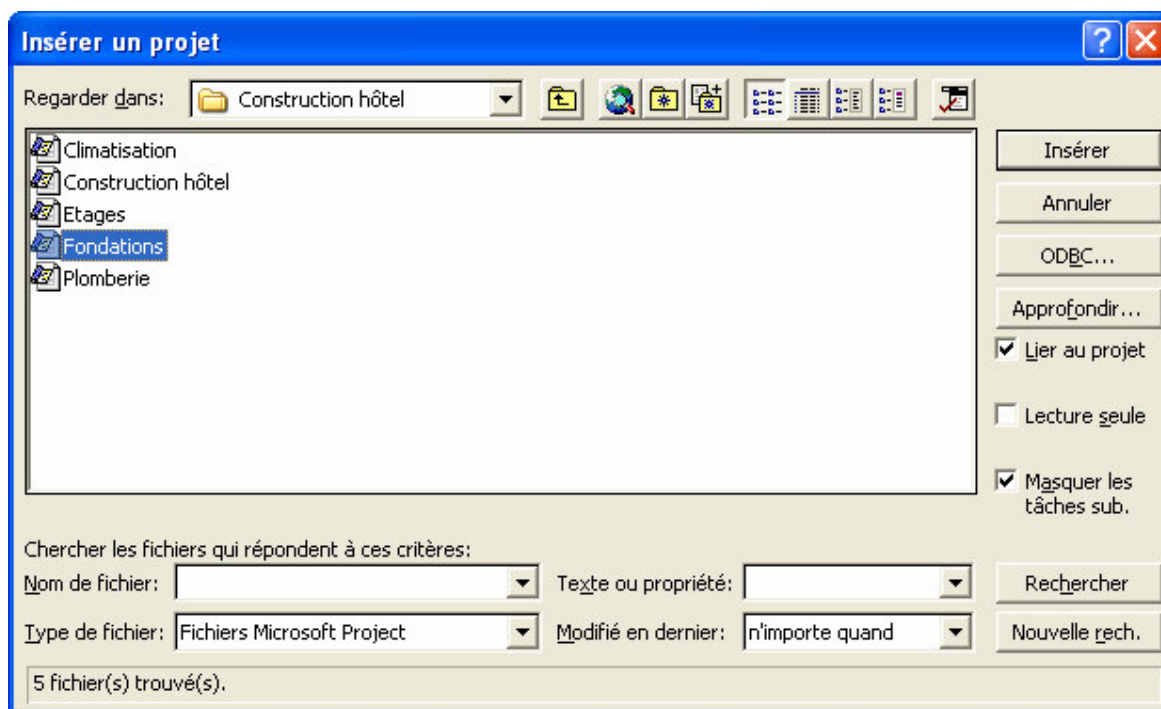 Insérer un projet
Regarder dans: Construction hôtel
Climatisation
Construction hôtel
Etages
Fondations
Plomberie
Insérer
Annuler
ODBC...
Approfondir...
Lier au projet
Lecture seule
Masquer les
tâches sub.
Chercher les fichiers qui répondent à ces critères:
Nom de fichier: Texte ou propriété: Rechercher
Type de fichier: Fichiers Microsoft Project Modifié en dernier: n'importe quand Nouvelle rech.
5 fichier(s) trouvé(s).